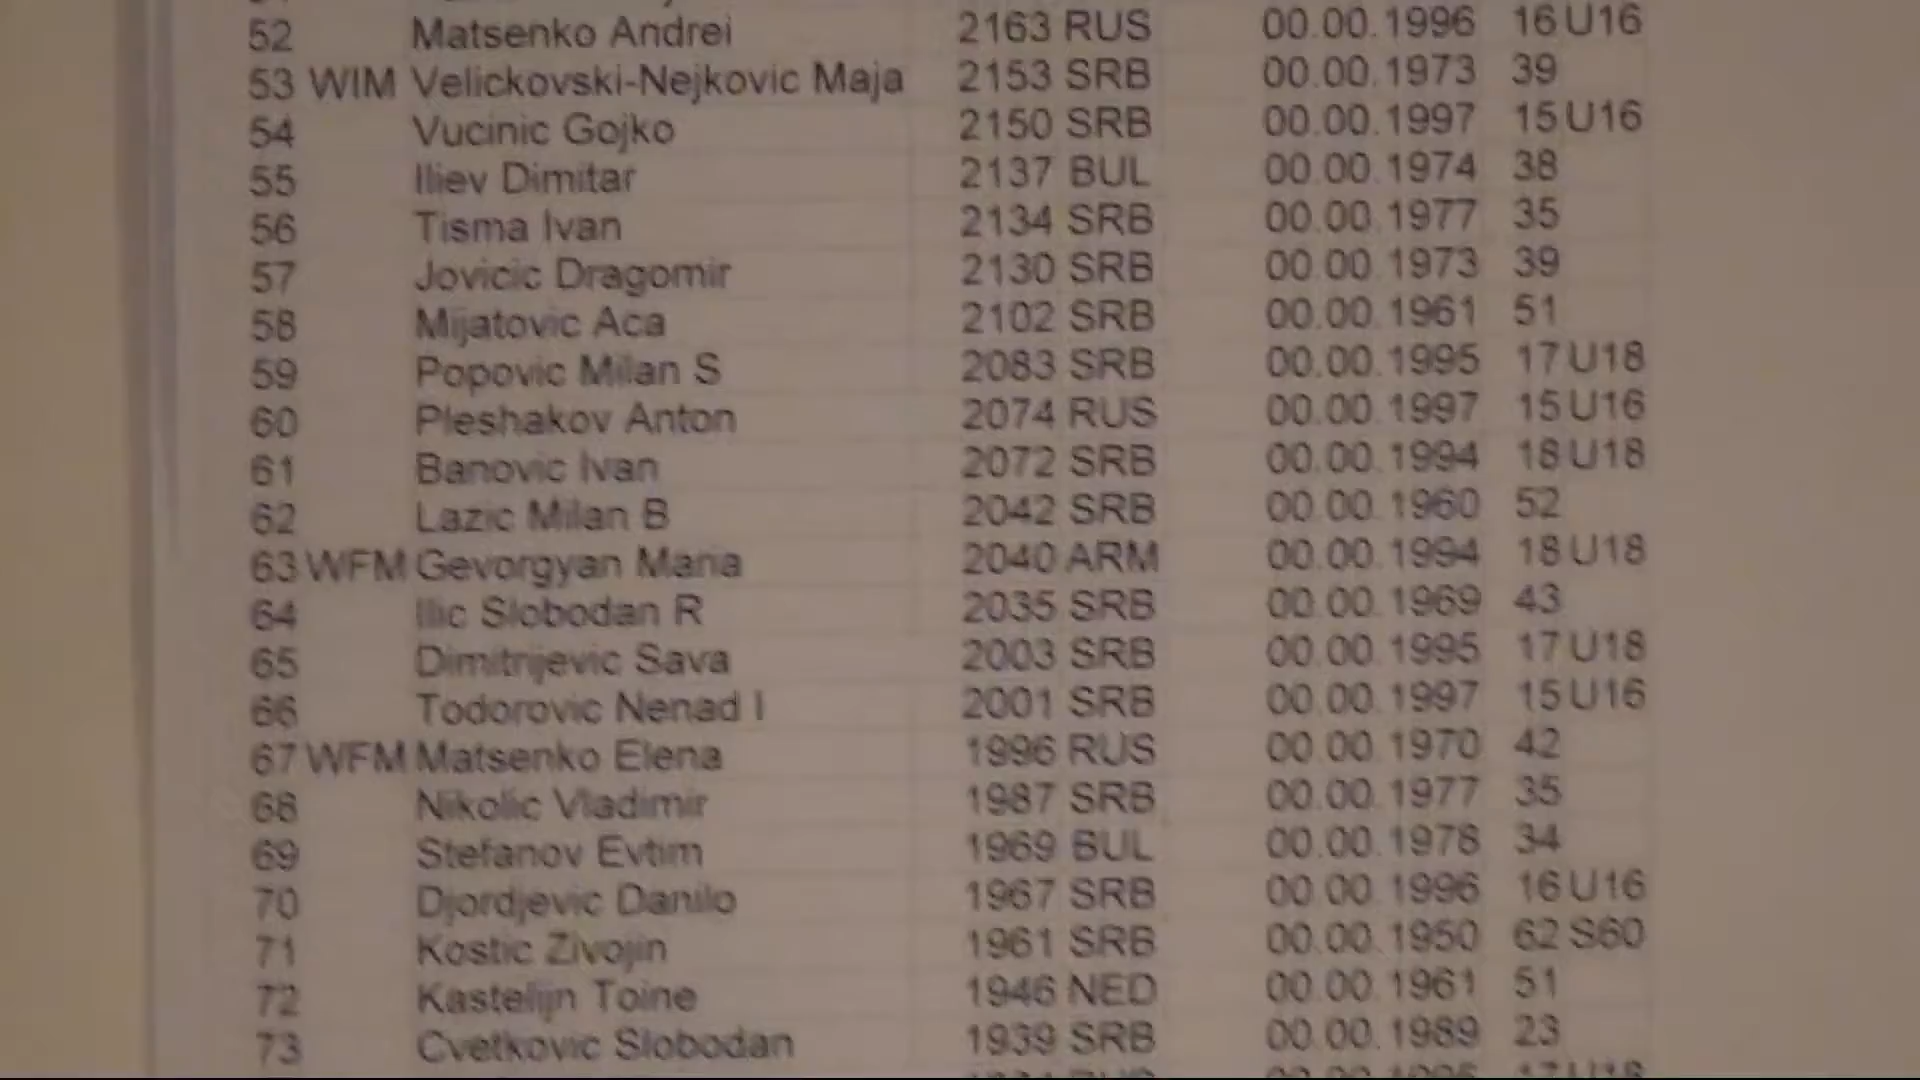 52 Matsenko Andrei 2163 RUS 00.00.1996 16 U16
53 WIM Velickovski-Nejkovic Maja 2153 SRB 00.00.1973 39
54 Vucinic Gojko 2150 SRB 00.00.1997 15 U16
55 Iliev Dimitar 2137 BUL 00.00.1974 38
56 Tisma Ivan 2134 SRB 00.00.1977 35
57 Jovicic Dragomir 2130 SRB 00.00.1973 39
58 Mijatovic Aca 2102 SRB 00.00.1961 51
59 Popovic Milan S 2083 SRB 00.00.1995 17 U18
60 Pleshakov Anton 2074 RUS 00.00.1997 15 U16
61 Banovic Ivan 2072 SRB 00.00.1994 18 U18
62 Lazic Milan B 2042 SRB 00.00.1960 52
63 WFM Gevorgyan Maria 2040 ARM 00.00.1994 18 U18
64 Ilic Slobodan R 2035 SRB 00.00.1969 43
65 Dimitrijevic Sava 2003 SRB 00.00.1995 17 U18
66 Todorovic Nenad I 2001 SRB 00.00.1997 15 U16
67 WFM Matsenko Elena 1996 RUS 00.00.1970 42
68 Nikolic Vladimir 1987 SRB 00.00.1977 35
69 Stefanov Evtim 1969 BUL 00.00.1978 34
70 Djordjevic Danilo 1967 SRB 00.00.1996 16 U16
71 Kostic Zivojin 1961 SRB 00.00.1950 62 S60
72 Kastelijn Toine 1946 NED 00.00.1961 51
73 Cvetkovic Slobodan 1939 SRB 00.00.1989 23